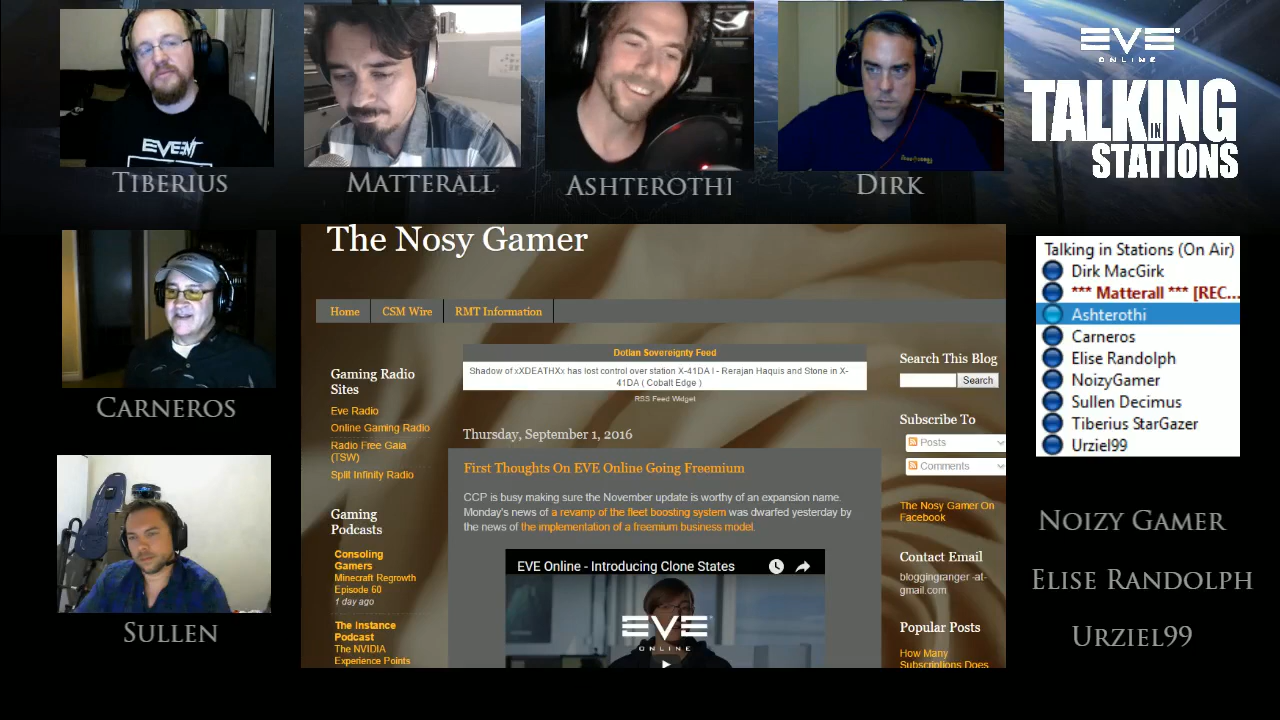 EVE
ONLINE
TALKING
IN
STATIONS
EVE NT
TIBERIUS
MATTERALL
ASHTEROTHI
DIRK
CARNEROS
SULLEN
The Nosy Gamer
Home
CSM Wire
RMT Information
Gaming Radio
Sites
Eve Radio
Online Gaming Radio
Radio Free Gaia
(TSW)
Split Infinity Radio
Gaming
Podcasts
Consoling
Gamers
Minecraft Regrowth
Episode 60
1 day ago
The Instance
Podcast
The NVIDIA
Experience Points
Dotlan Sovereignty Feed
Shadow of xXDEATHXx has lost control over station X-41DA I - Rerajan Haquis and Stone in X-
41DA ( Cobalt Edge )
RSS Feed Widget
Thursday, September 1, 2016
First Thoughts On EVE Online Going Freemium
CCP is busy making sure the November update is worthy of an expansion name.
Monday's news of a revamp of the fleet boosting system was dwarfed yesterday by
the news of the implementation of a freemium business model.
EVE Online - Introducing Clone States
EVE
ONLINE
Search This Blog
Search
Subscribe To
Posts
Comments
The Nosy Gamer On
Facebook
Contact Email
bloggingranger -at-
gmail.com
Popular Posts
How Many
Subscriptions Does
Talking in Stations (On Air)
Dirk MacGirk
*** Matterall *** [REC...
Ashterothi
Carneros
Elise Randolph
NoizyGamer
Sullen Decimus
Tiberius StarGazer
Urziel99
NOIZY GAMER
ELISE RANDOLPH
URZIEL99